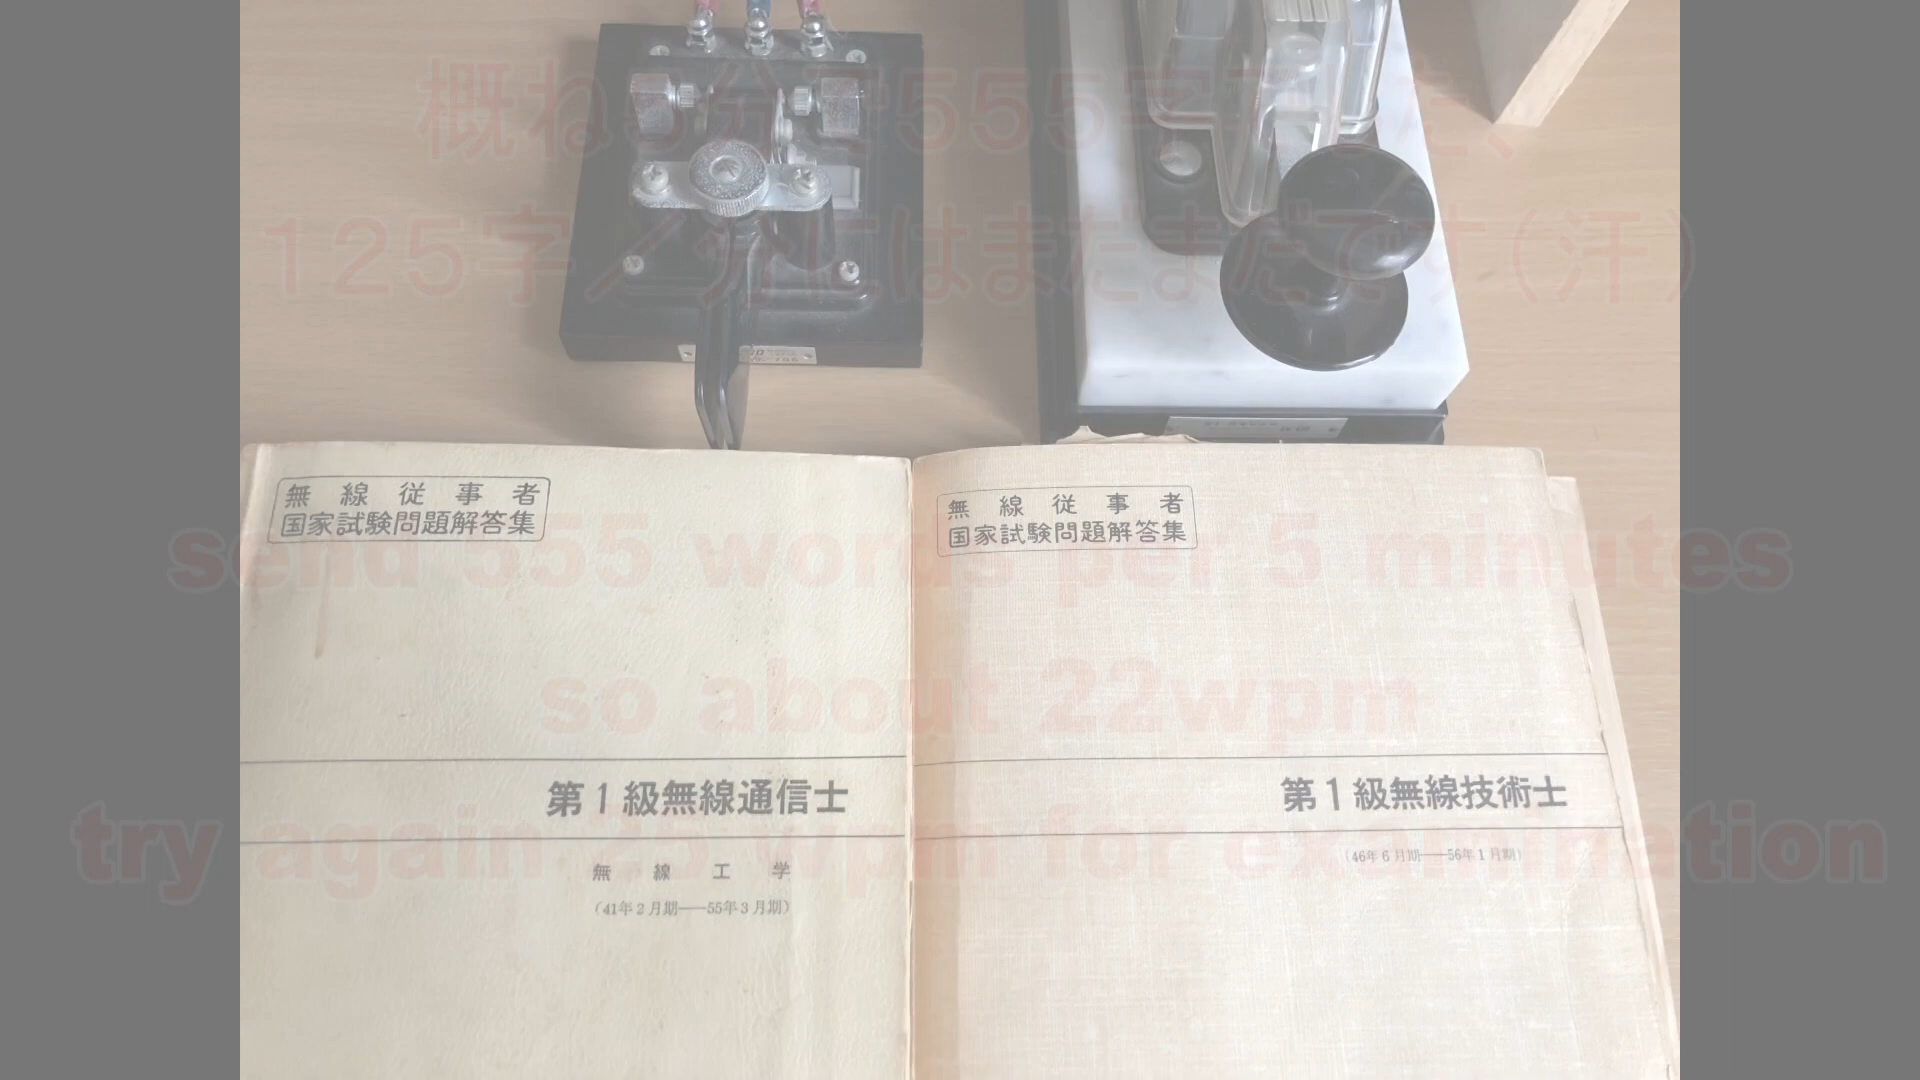 概ね5分で555字でした、
125字/分にはまだまだです(汗)
無線従事者
国家試験問題解答集
無線従事者
国家試験問題解答集
send 555 words per 5 minutes
so about 22wpm
第1級無線通信士
第1級無線技術士
try again 25 wpm for examination
無線工学
(41年2月期――55年3月期)
(46年6月期――56年1月期)